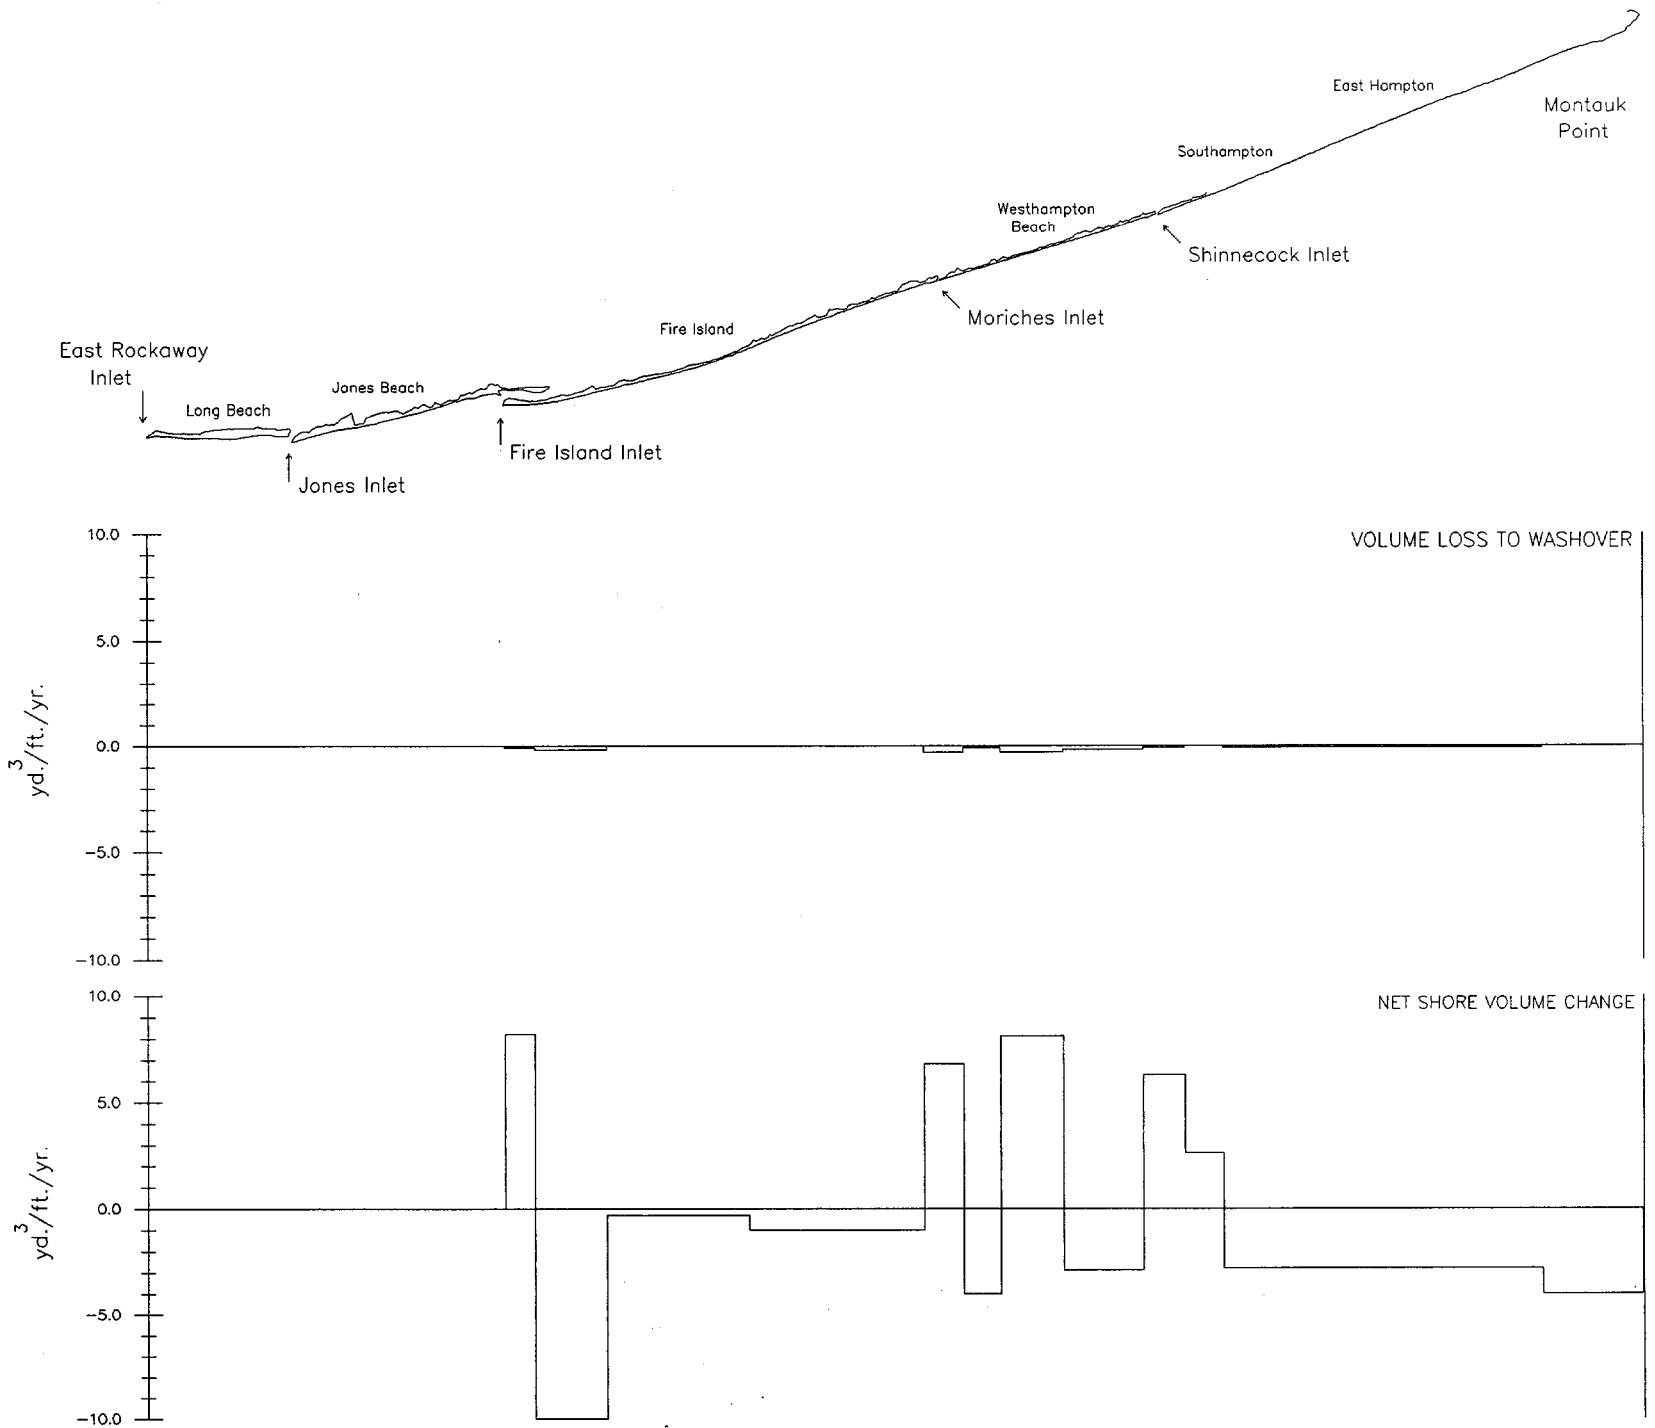 East Hampton
Montauk
Point
Southampton
Westhampton
Beach
Shinnecock Inlet
Moriches Inlet
Fire Island
East Rockaway
Inlet
Jones Beach
Long Beach
Fire Island Inlet
Jones Inlet
VOLUME LOSS TO WASHOVER
10.0
5.0
0.0
-5.0
-10.0
yd.³/ft./yr.
NET SHORE VOLUME CHANGE
10.0
5.0
0.0
-5.0
-10.0
yd.³/ft./yr.